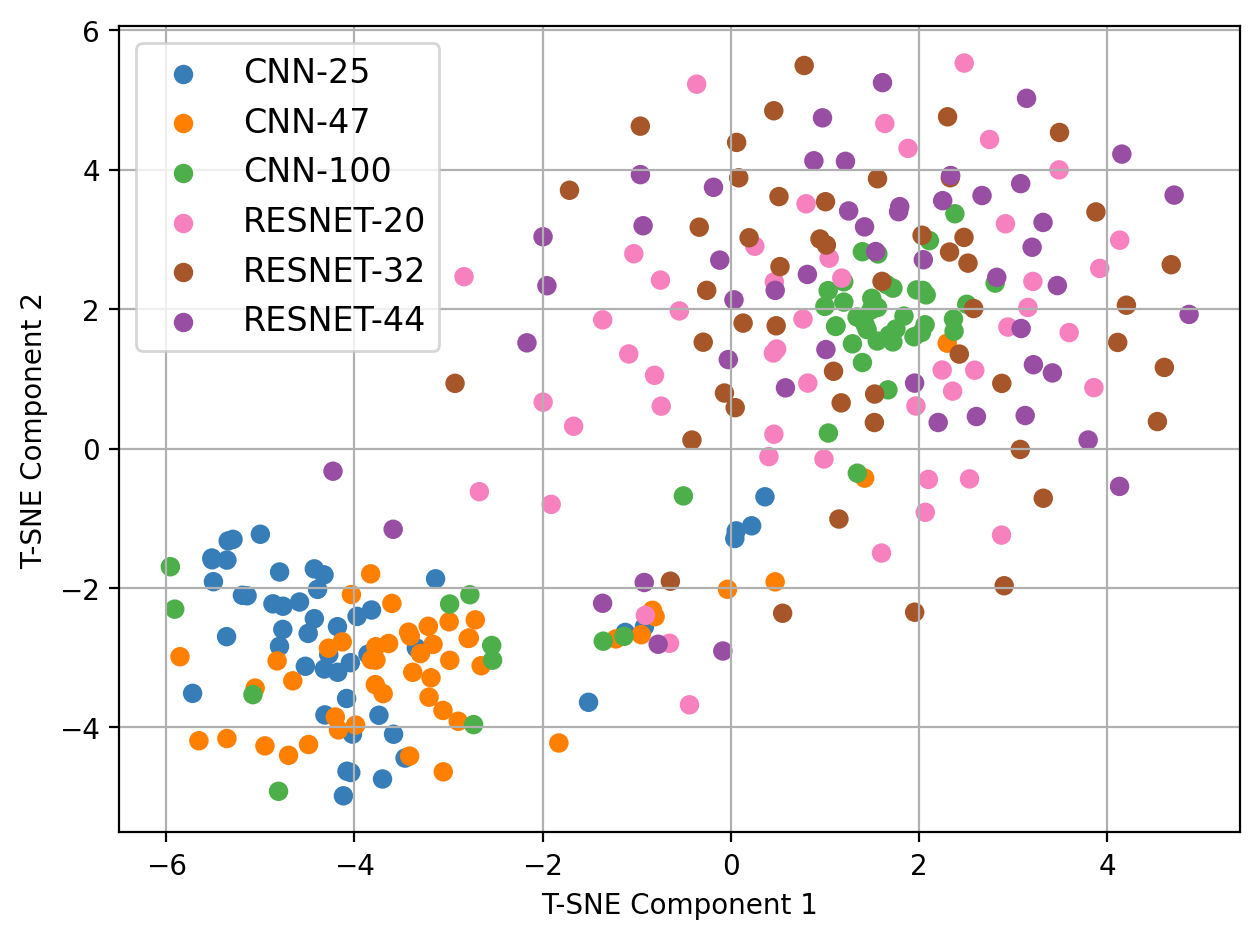 6
4
2
0
−2
−4
−6
−4
−2
0
2
4
T-SNE Component 1
T-SNE Component 2
CNN-25
CNN-47
CNN-100
RESNET-20
RESNET-32
RESNET-44